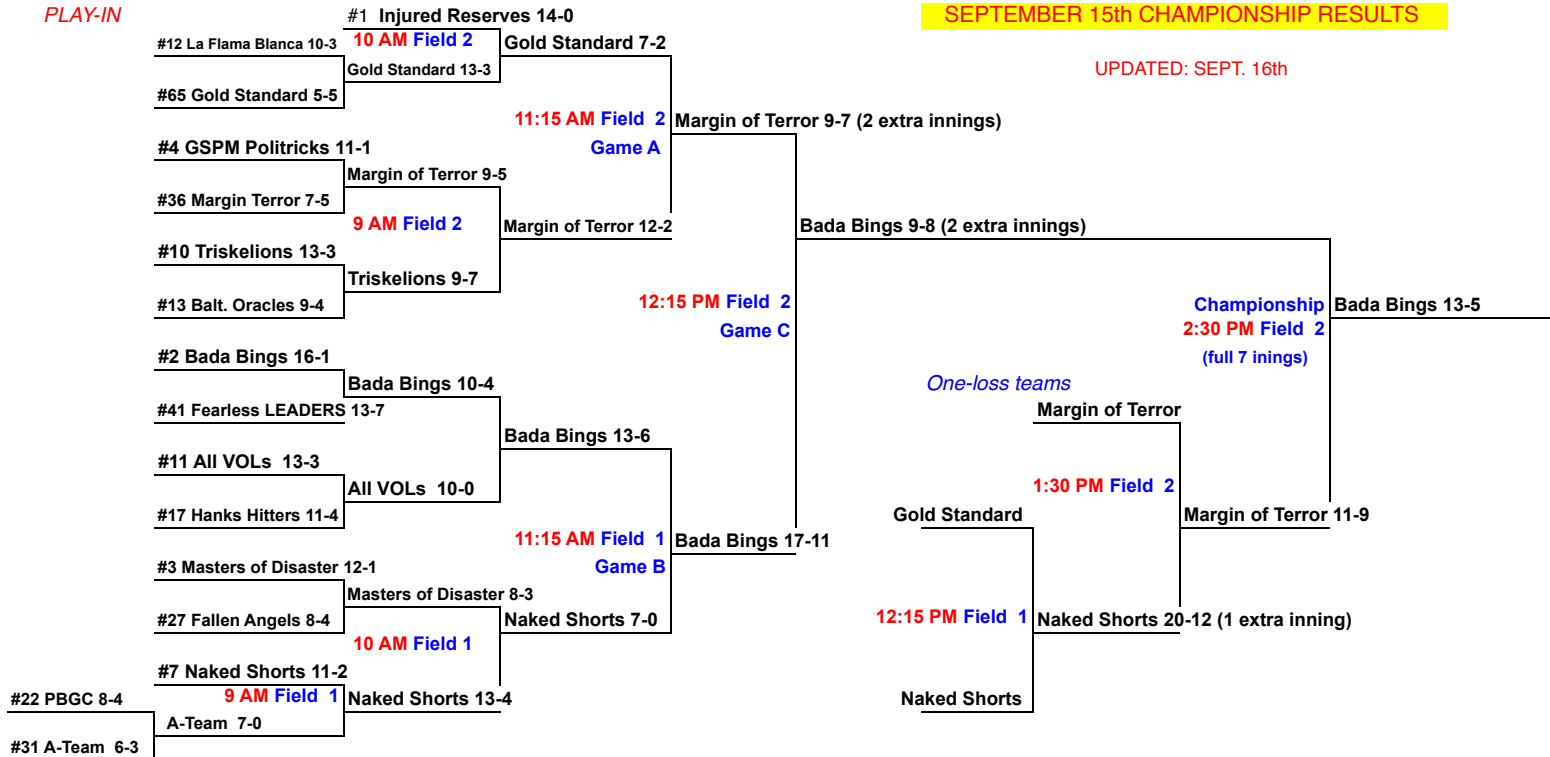 PLAY-IN
#1 Injured Reserves 14-0
SEPTEMBER 15th CHAMPIONSHIP RESULTS
#12 La Flama Blanca 10-3
10 AM Field 2
Gold Standard 7-2
Gold Standard 13-3
UPDATED: SEPT. 16th
#65 Gold Standard 5-5
11:15 AM Field 2
Margin of Terror 9-7 (2 extra innings)
#4 GSPM Politricks 11-1
Game A
Margin of Terror 9-5
#36 Margin Terror 7-5
9 AM Field 2
Margin of Terror 12-2
Bada Bings 9-8 (2 extra innings)
#10 Triskelions 13-3
Triskelions 9-7
#13 Balt. Oracles 9-4
12:15 PM Field 2
Game C
Championship
Bada Bings 13-5
2:30 PM Field 2
(full 7 inings)
#2 Bada Bings 16-1
Bada Bings 10-4
One-loss teams
#41 Fearless LEADERS 13-7
Margin of Terror
Bada Bings 13-6
#11 All VOLs 13-3
All VOLs 10-0
1:30 PM Field 2
#17 Hanks Hitters 11-4
Gold Standard
Margin of Terror 11-9
11:15 AM Field 1
Bada Bings 17-11
Game B
#3 Masters of Disaster 12-1
Masters of Disaster 8-3
#27 Fallen Angels 8-4
Naked Shorts 7-0
12:15 PM Field 1
Naked Shorts 20-12 (1 extra inning)
10 AM Field 1
#7 Naked Shorts 11-2
#22 PBGC 8-4
9 AM Field 1
Naked Shorts 13-4
Naked Shorts
A-Team 7-0
#31 A-Team 6-3